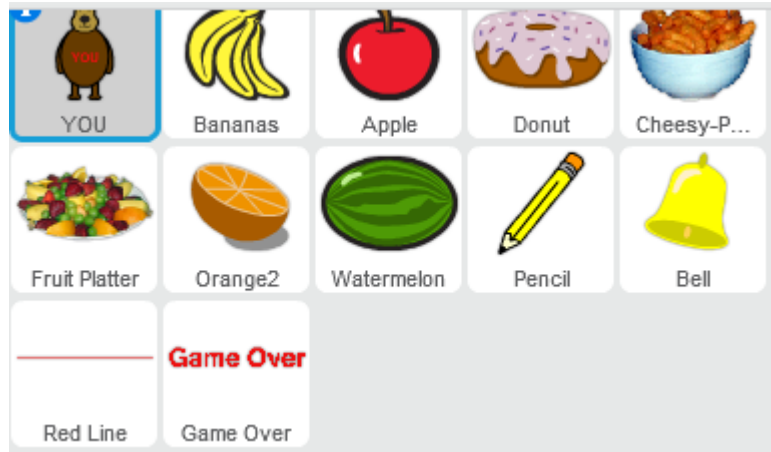 YOU
YOU Bananas Apple Donut Cheesy-P...
Fruit Platter Orange2 Watermelon Pencil Bell
Game Over
Red Line Game Over